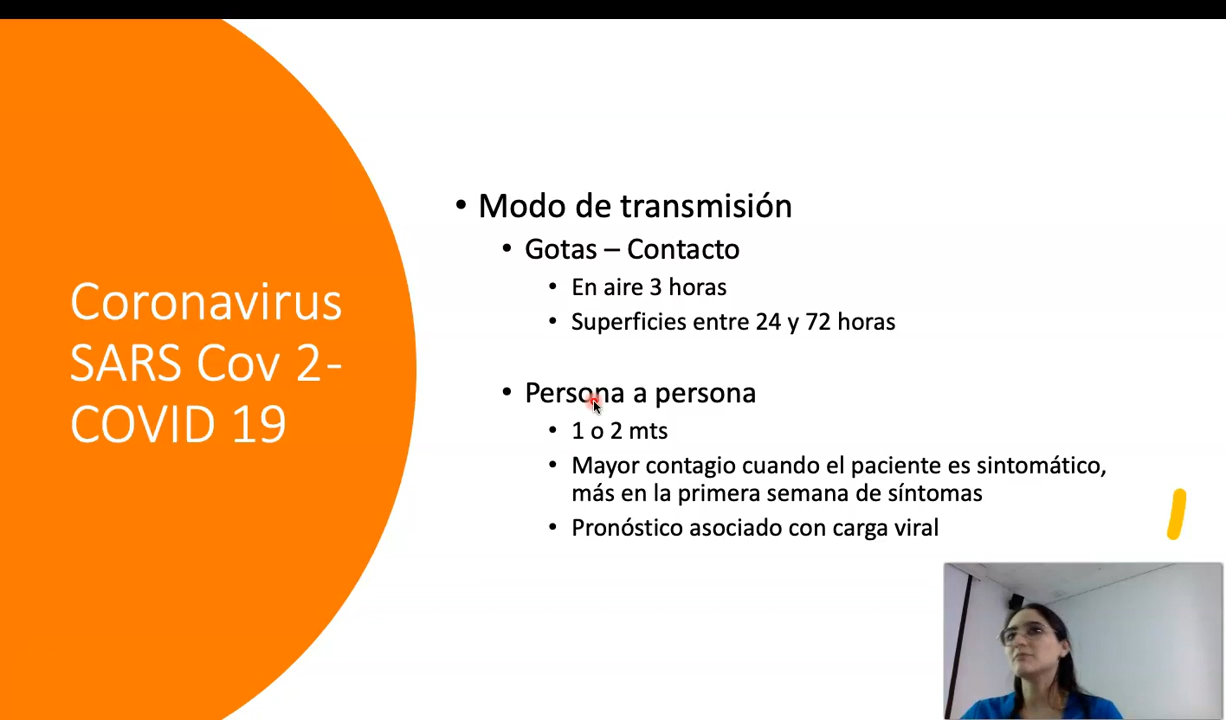 Coronavirus
SARS Cov 2-
COVID 19
• Modo de transmisión
• Gotas – Contacto
• En aire 3 horas
• Superficies entre 24 y 72 horas
• Persona a persona
• 1 o 2 mts
• Mayor contagio cuando el paciente es sintomático,
más en la primera semana de síntomas
• Pronóstico asociado con carga viral